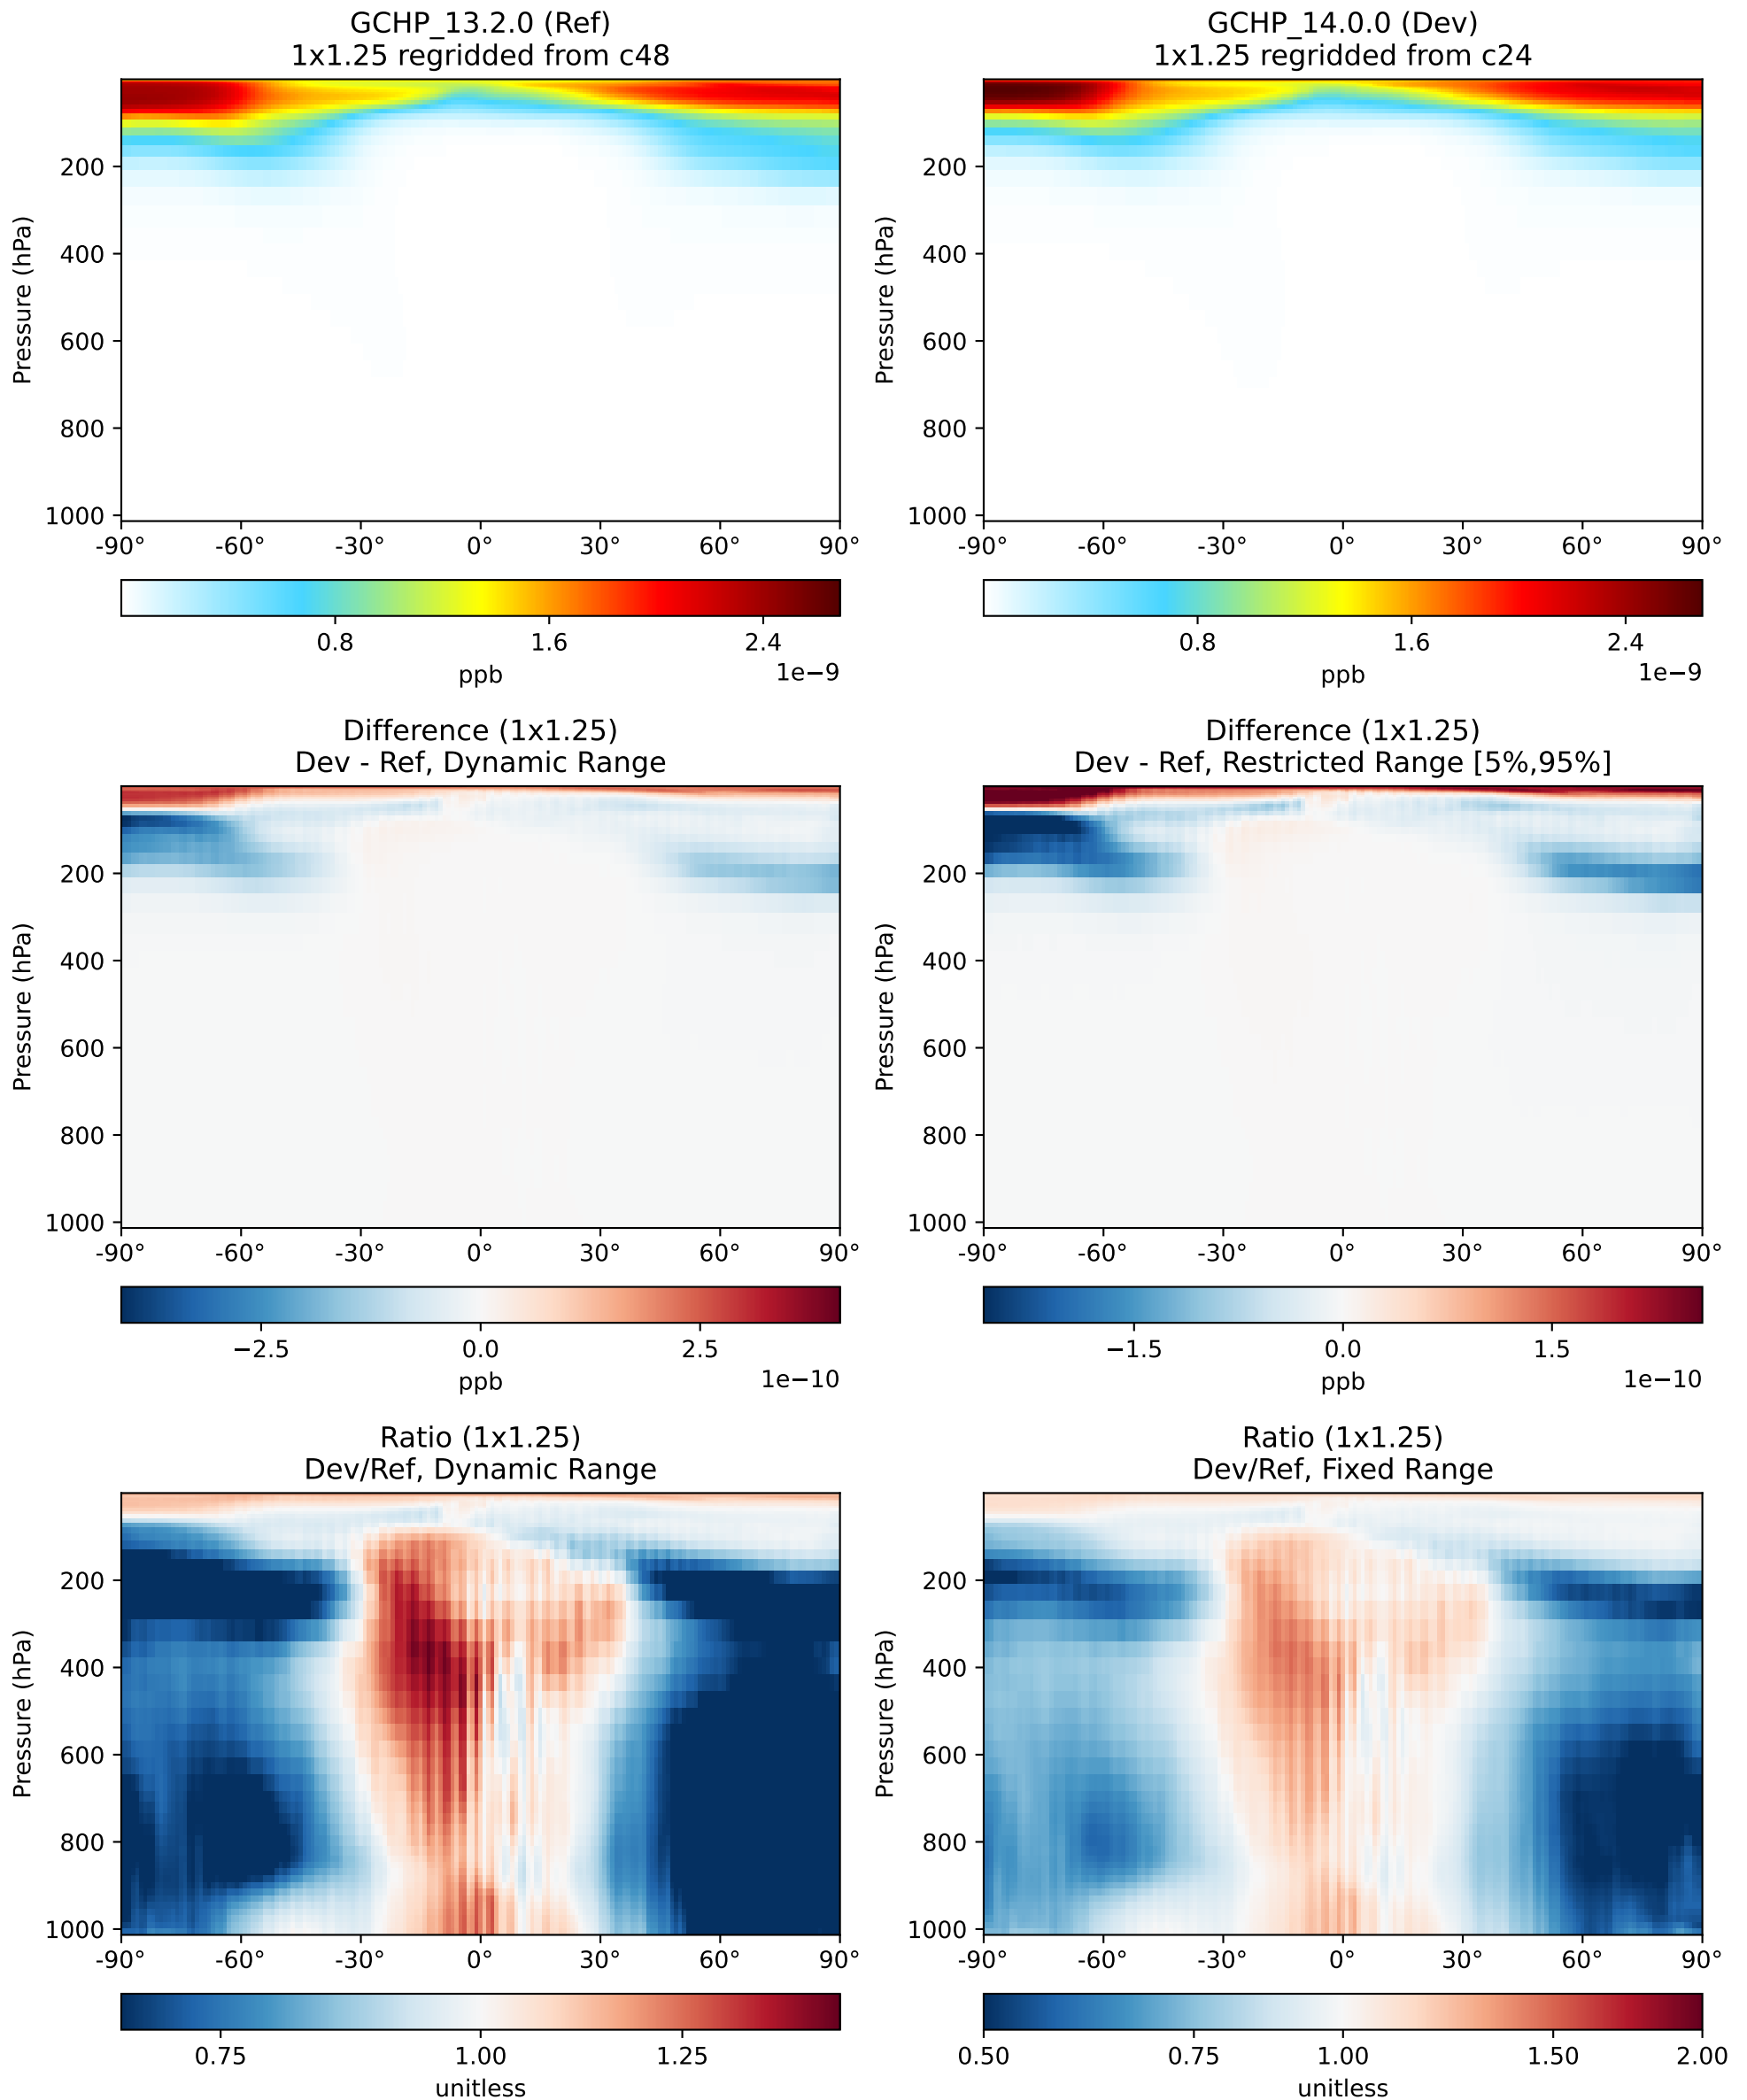 GCHP_13.2.0 (Ref)
1x1.25 regridded from c48
Pressure (hPa)
200
400
600
800
1000
-90° -60° -30° 0° 30° 60° 90°
0.8 1.6 2.4
1e−9
ppb
GCHP_14.0.0 (Dev)
1x1.25 regridded from c24
Pressure (hPa)
200
400
600
800
1000
-90° -60° -30° 0° 30° 60° 90°
0.8 1.6 2.4
1e−9
ppb
Difference (1x1.25)
Dev - Ref, Dynamic Range
Pressure (hPa)
200
400
600
800
1000
-90° -60° -30° 0° 30° 60° 90°
−2.5 0.0 2.5
1e−10
ppb
Difference (1x1.25)
Dev - Ref, Restricted Range [5%,95%]
Pressure (hPa)
200
400
600
800
1000
-90° -60° -30° 0° 30° 60° 90°
−1.5 0.0 1.5
1e−10
ppb
Ratio (1x1.25)
Dev/Ref, Dynamic Range
Pressure (hPa)
200
400
600
800
1000
-90° -60° -30° 0° 30° 60° 90°
0.75 1.00 1.25
unitless
Ratio (1x1.25)
Dev/Ref, Fixed Range
Pressure (hPa)
200
400
600
800
1000
-90° -60° -30° 0° 30° 60° 90°
0.50 0.75 1.00 1.50 2.00
unitless